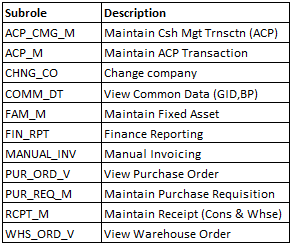 Subrole Description
ACP_CMG_M Maintain Csh Mgt Trnsctn (ACP)
ACP_M Maintain ACP Transaction
CHNG_CO Change company
COMM_DT View Common Data (GID,BP)
FAM_M Maintain Fixed Asset
FIN_RPT Finance Reporting
MANUAL_INV Manual Invoicing
PUR_ORD_V View Purchase Order
PUR_REQ_M Maintain Purchase Requisition
RCPT_M Maintain Receipt (Cons & Whse)
WHS_ORD_V View Warehouse Order